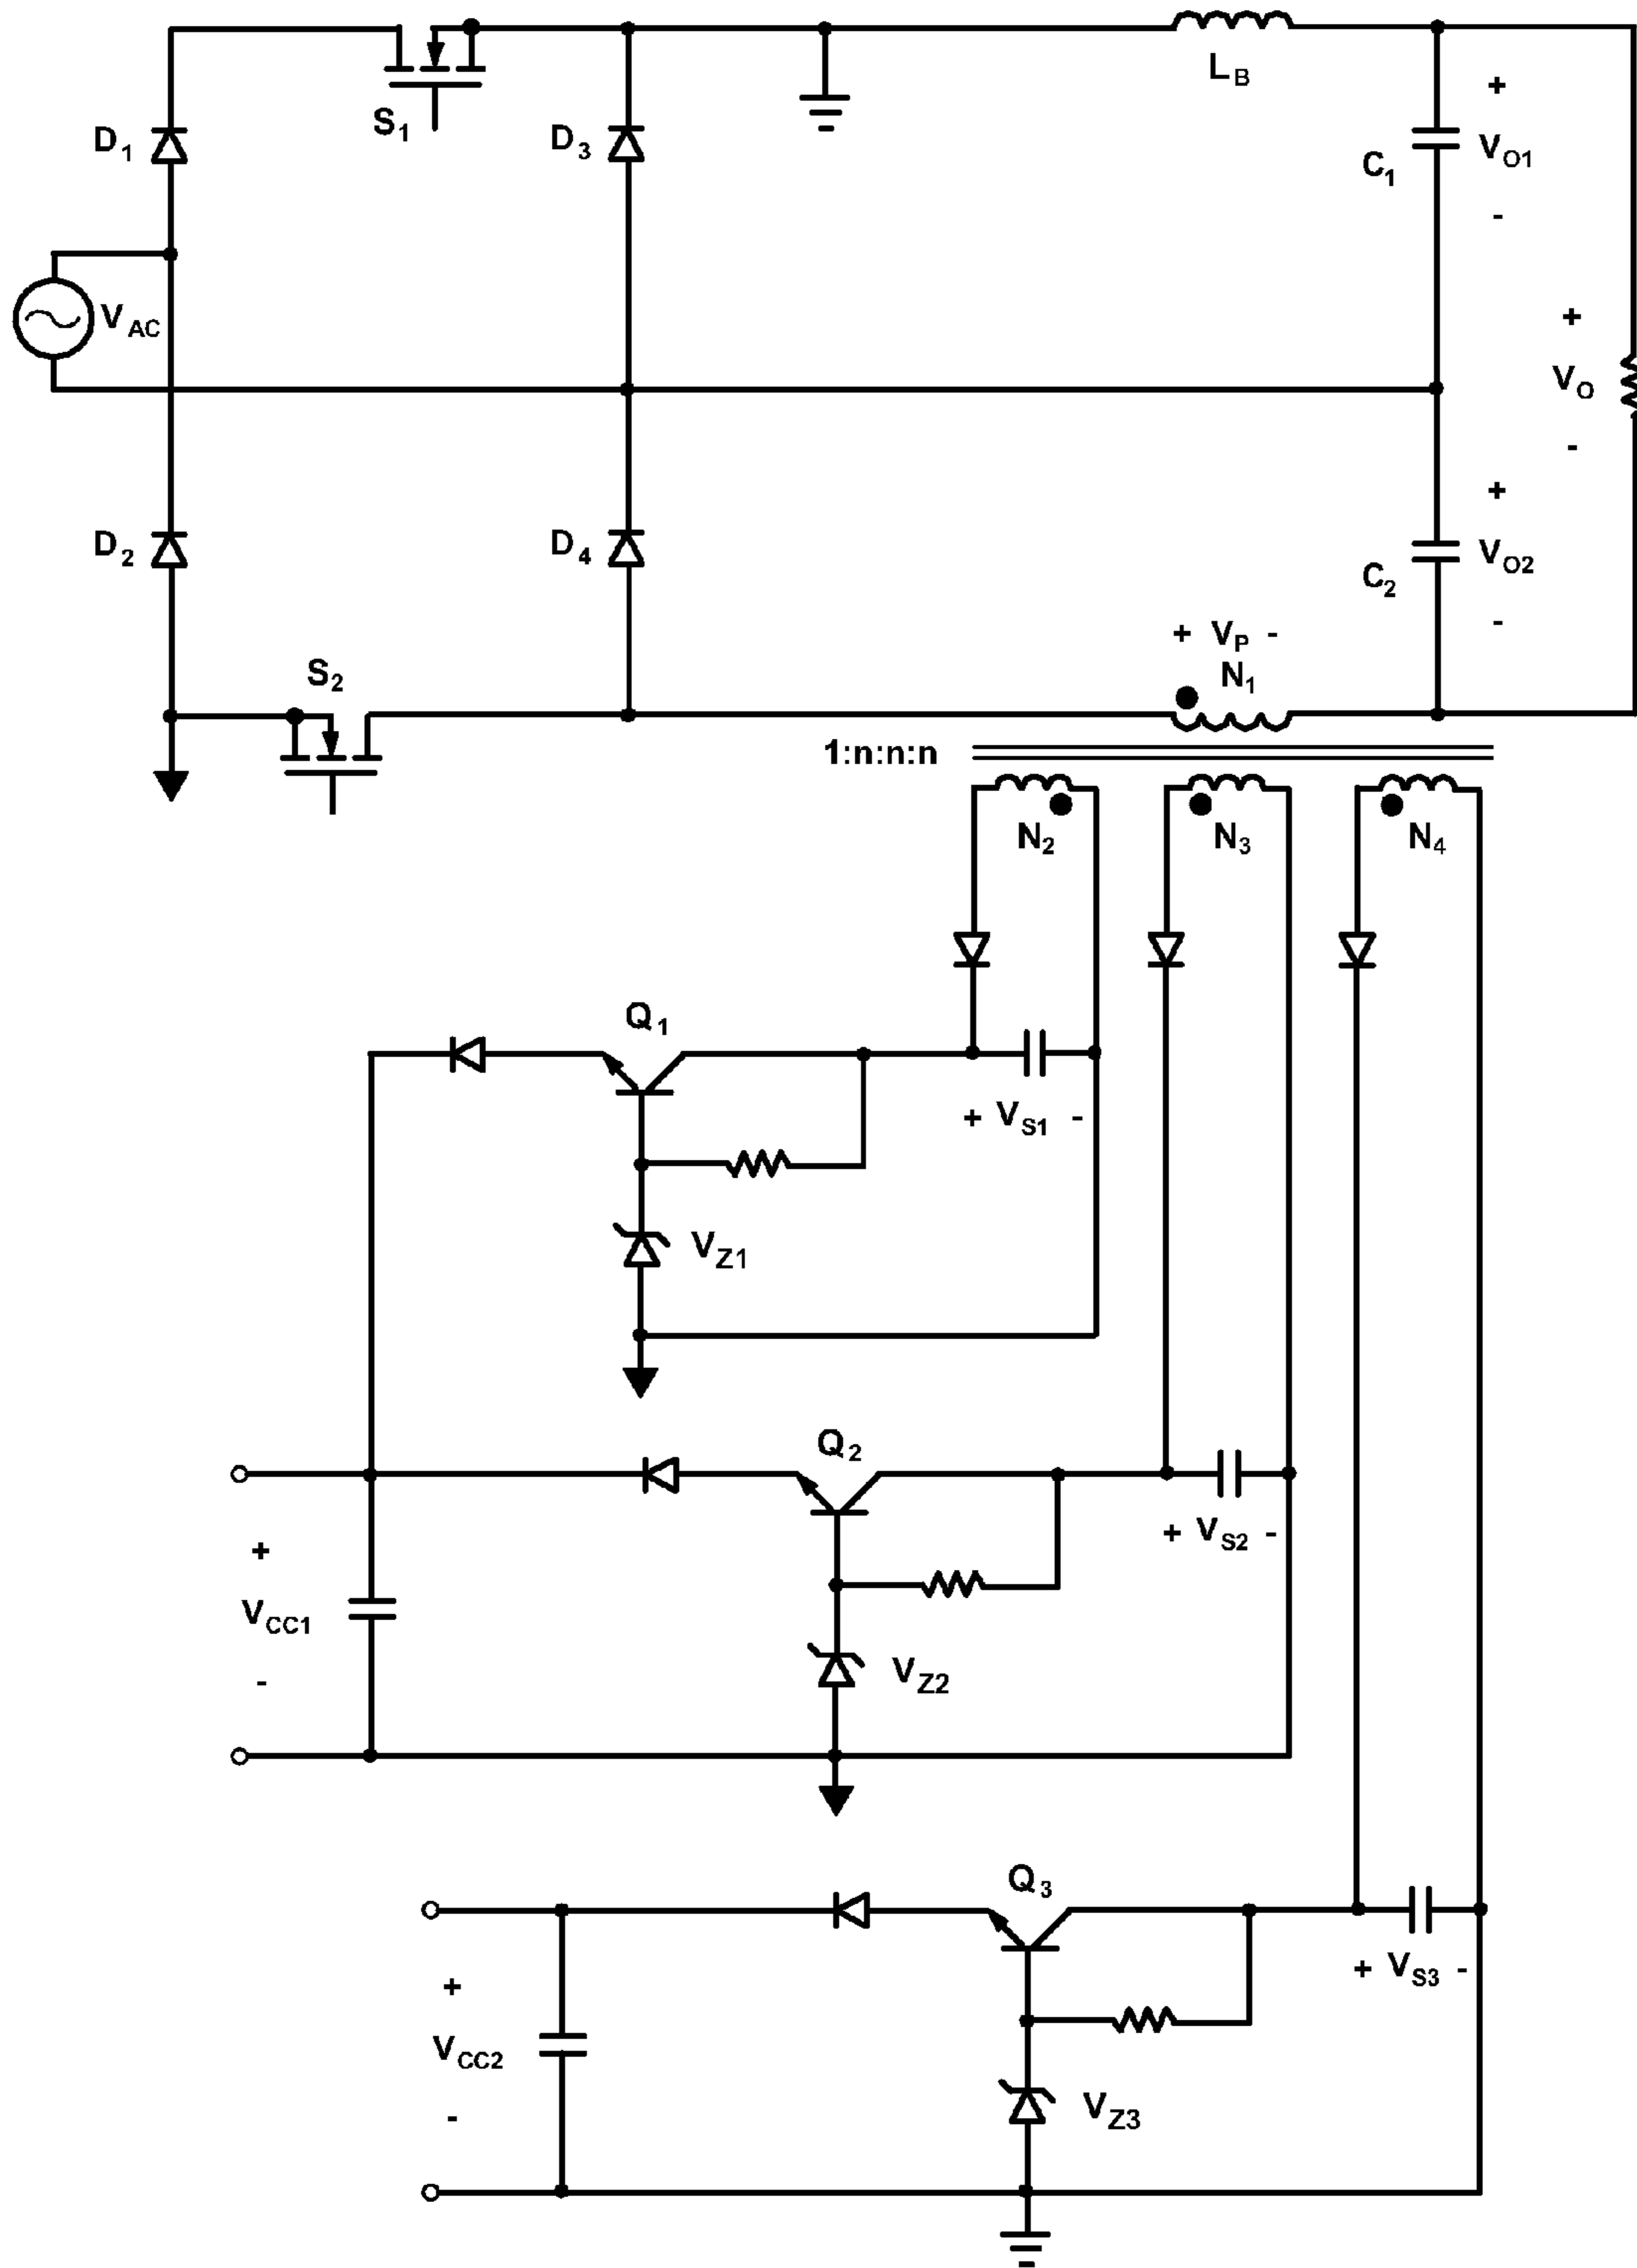 L B
+
S1
D1
D3
C1
VO1
-
VAC
+
VO
-
+
D2
D4
C2
VO2
-
+ VP -
S2
N1
1:n:n:n
N2
N3
N4
Q1
+ VS1 -
VZ1
Q2
+ VS2 -
+
VCC1
VZ2
-
Q3
+ VS3 -
+
VCC2
VZ3
-